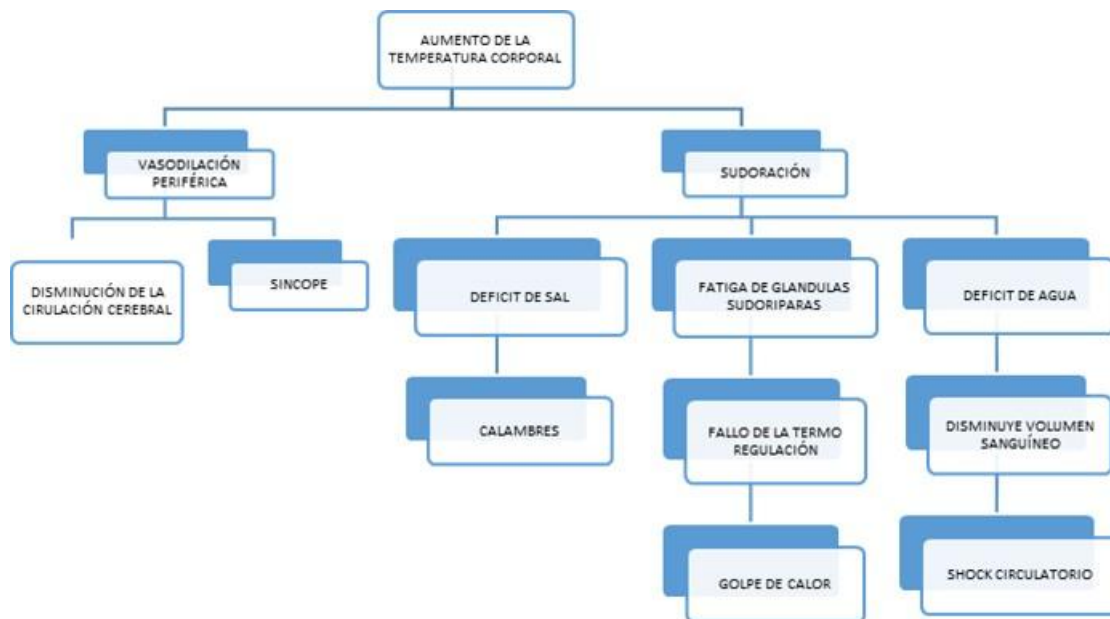 AUMENTO DE LA
TEMPERATURA CORPORAL
VASODILACIÓN
PERIFÉRICA
SUDORACIÓN
DISMINUCIÓN DE LA
CIRULACIÓN CEREBRAL
SINCOPE
DEFICIT DE SAL
FATIGA DE GLANDULAS
SUDORIPARAS
DEFICIT DE AGUA
CALAMBRES
FALLO DE LA TERMO
REGULACIÓN
DISMINUYE VOLUMEN
SANGUÍNEO
GOLPE DE CALOR
SHOCK CIRCULATORIO